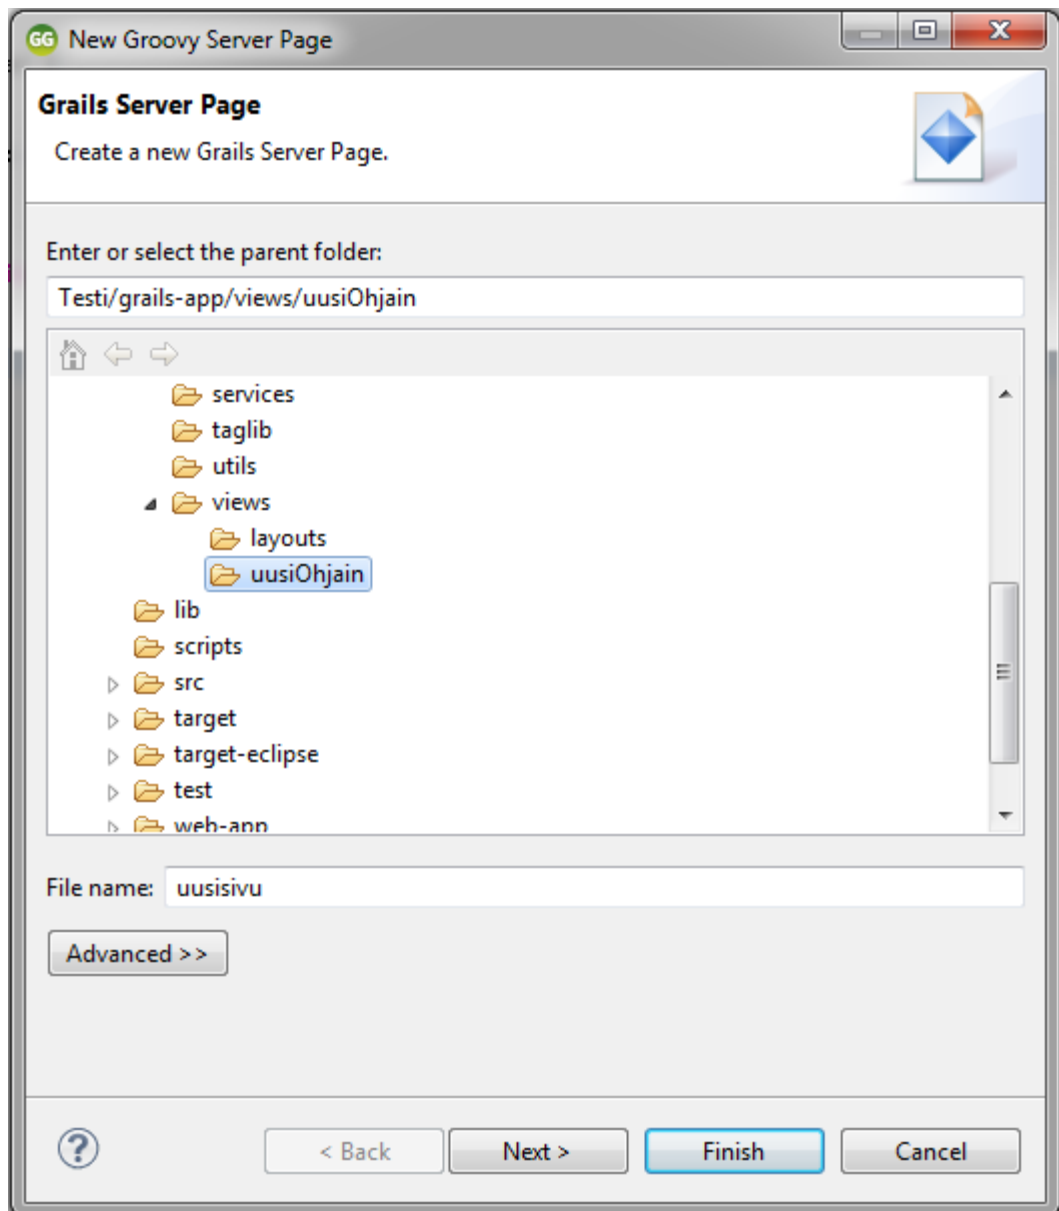 GG New Groovy Server Page
Grails Server Page
Create a new Grails Server Page.
Enter or select the parent folder:
Testi/grails-app/views/uusiOhjain
services
taglib
utils
views
layouts
uusiOhjain
lib
scripts
src
target
target-eclipse
test
web-app
File name: uusisivu
Advanced >>
? < Back Next > Finish Cancel